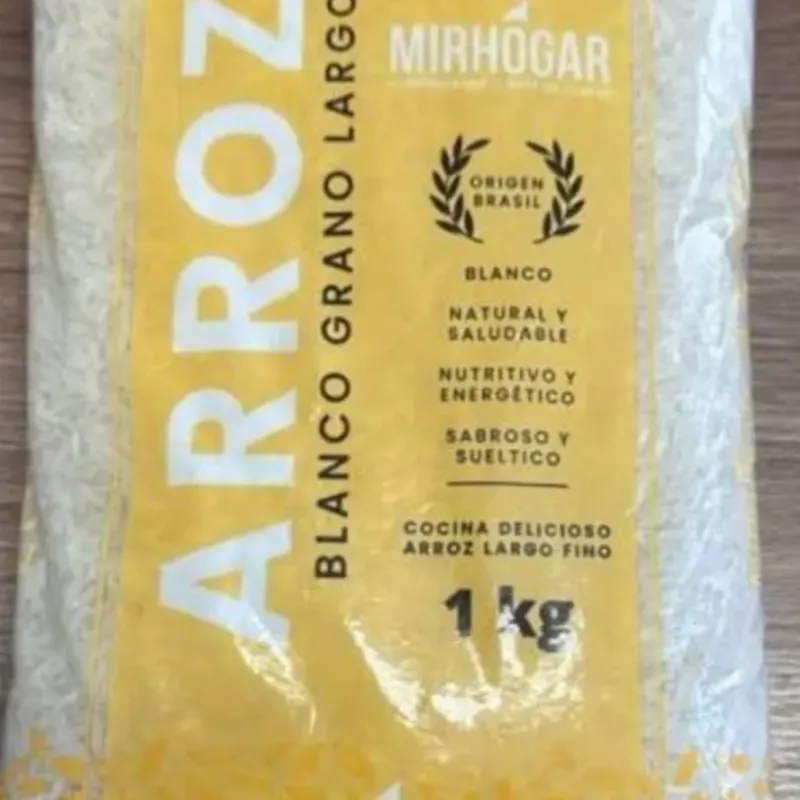 ARROZ
BLANCO GRANO LARGO
MIRHÓGAR
ORIGEN
BRASIL
BLANCO
NATURAL Y
SALUDABLE
NUTRITIVO Y
ENERGÉTICO
SABROSO Y
SUELTICO
COCINA DELICIOSO
ARROZ LARGO FINO
1 kg